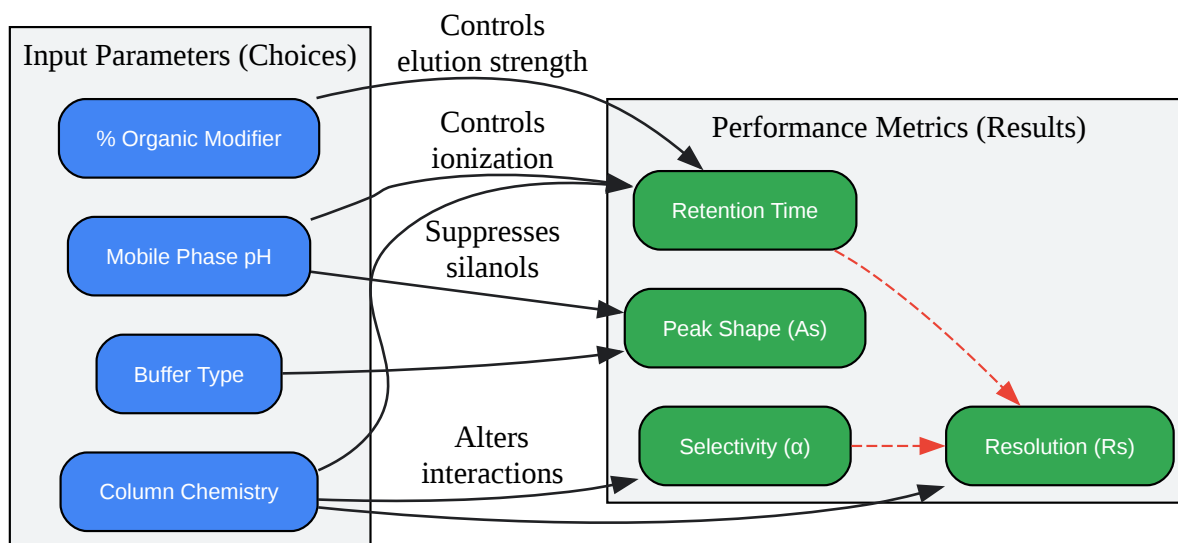 Controls
elution strength
Input Parameters (Choices)
% Organic Modifier
Controls
ionization
Mobile Phase pH
Suppresses
silanols
Buffer Type
Alters
interactions
Column Chemistry
Performance Metrics (Results)
Retention Time
Peak Shape (As)
Selectivity (α)
Resolution (Rs)